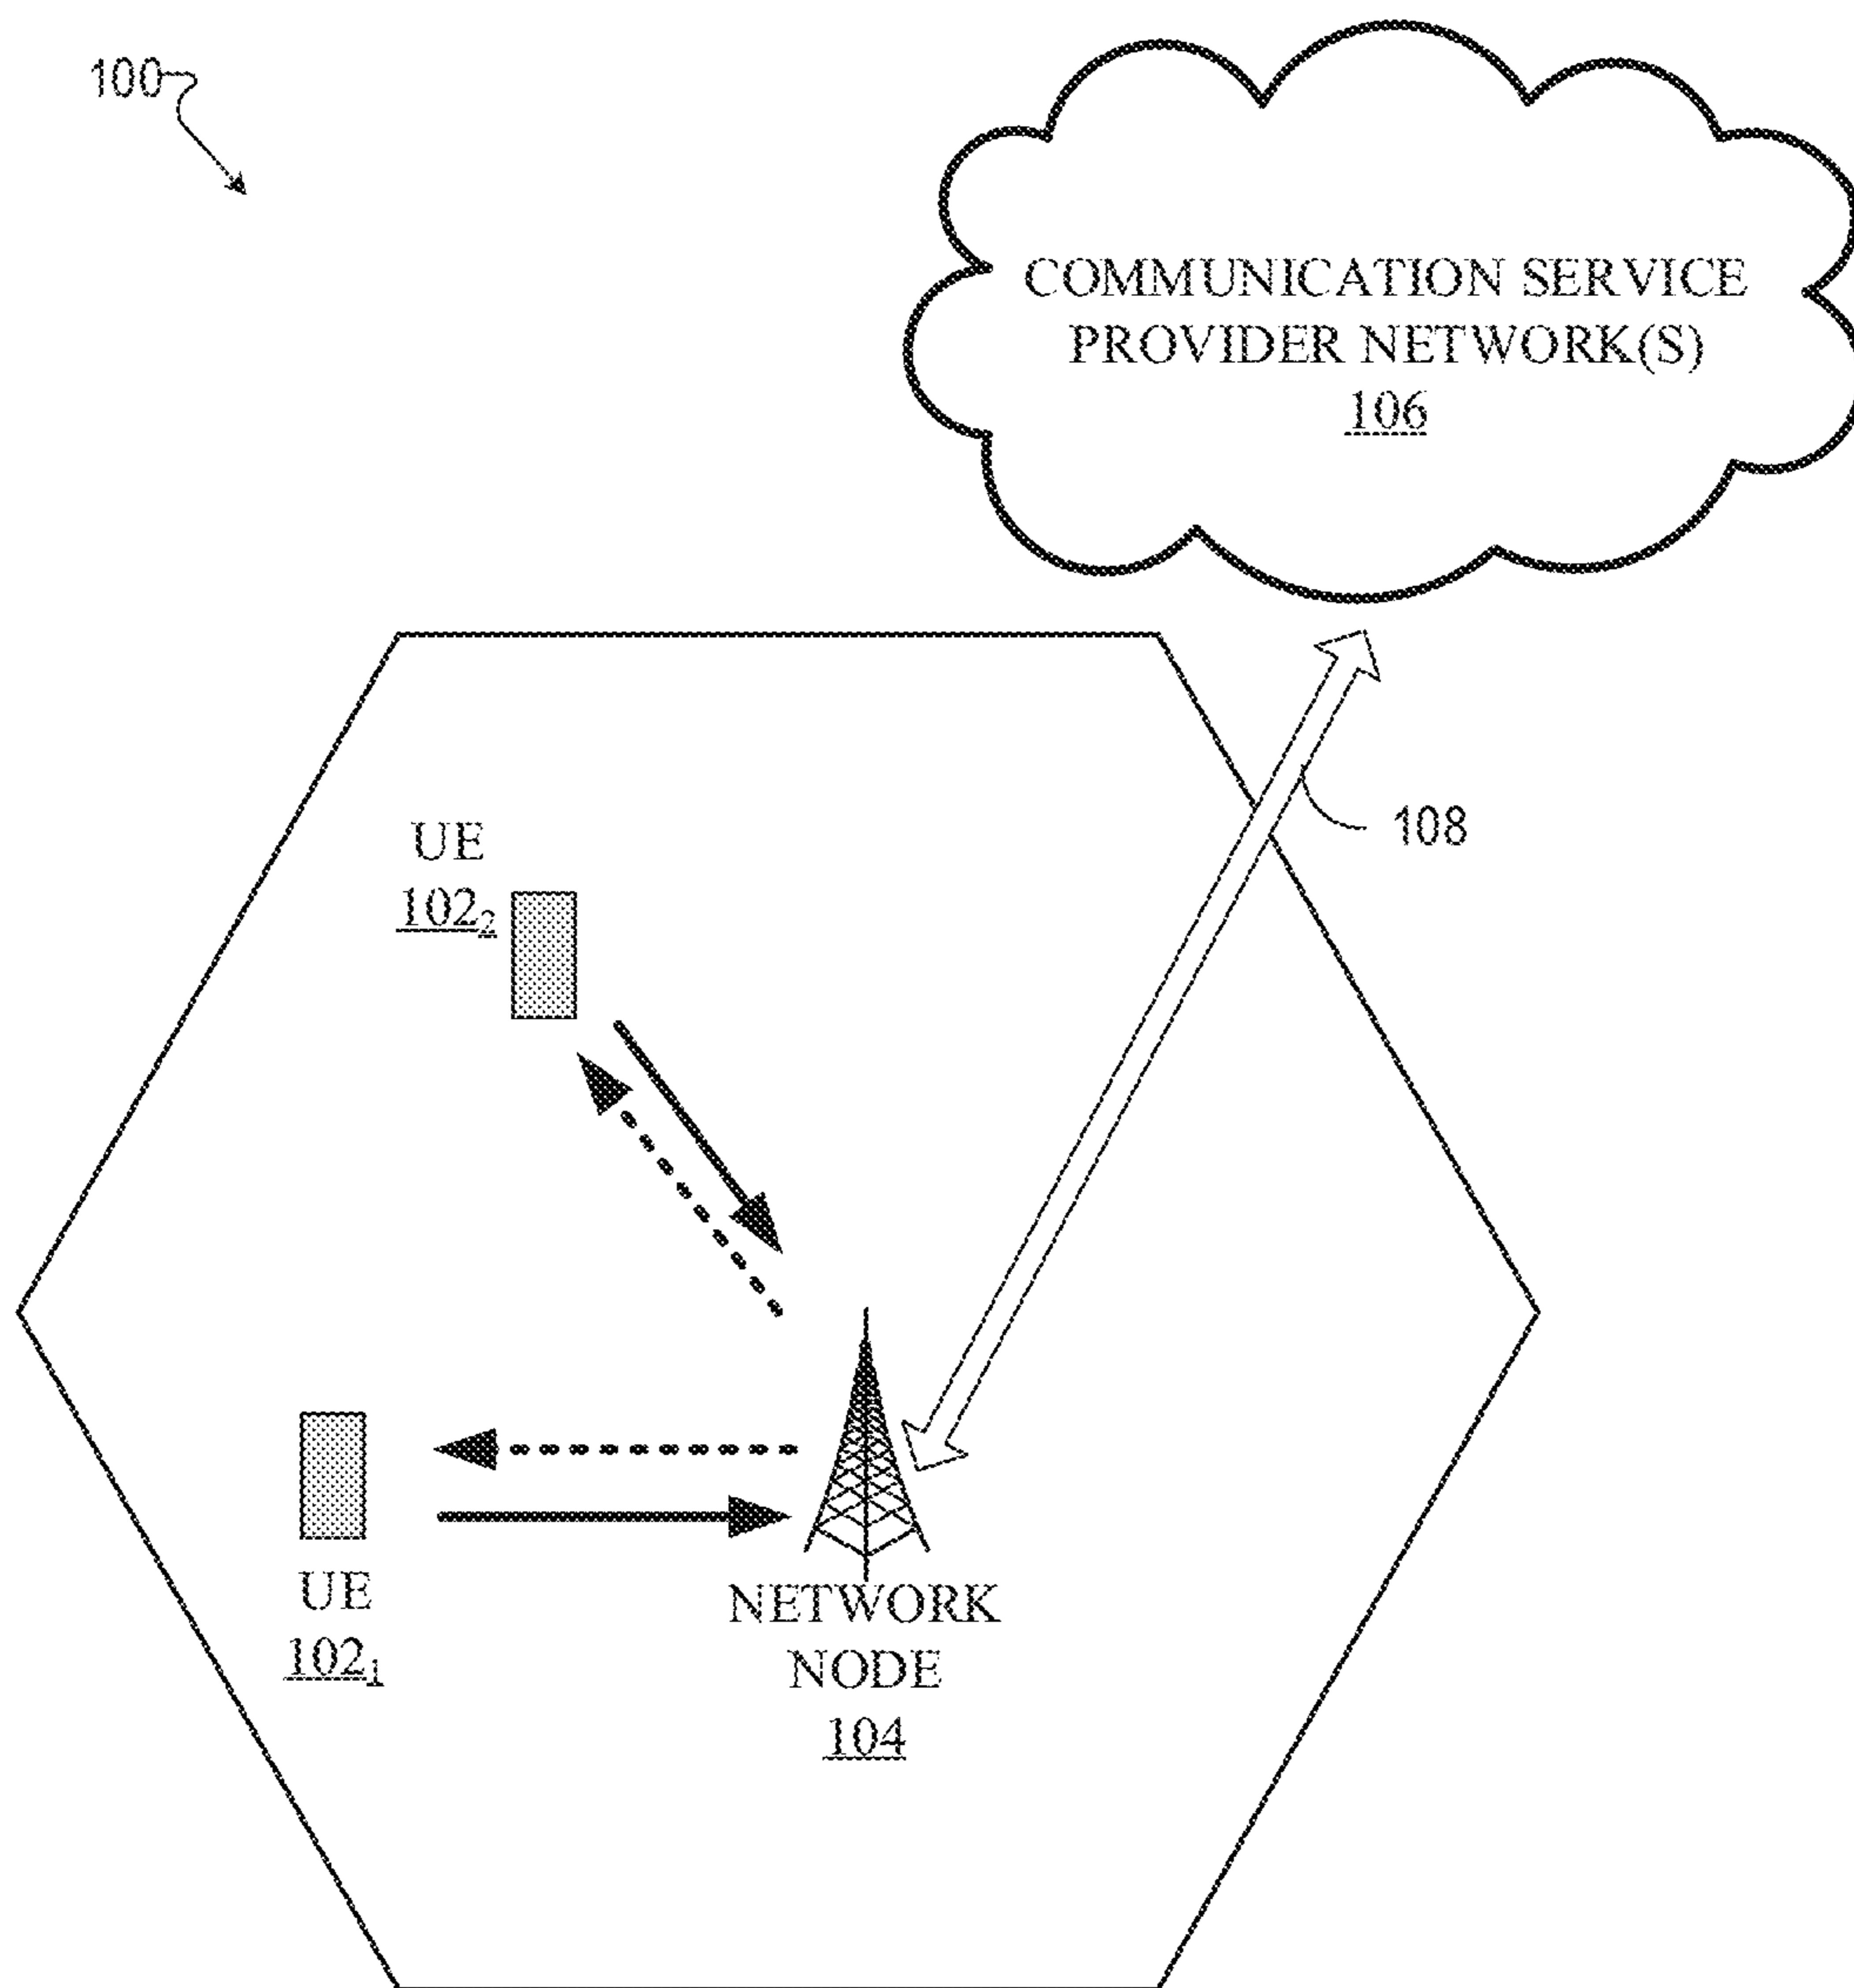 100
COMMUNICATION SERVICE
PROVIDER NETWORK(S)
106
108
UE
102₂
UE
102₁
NETWORK
NODE
104